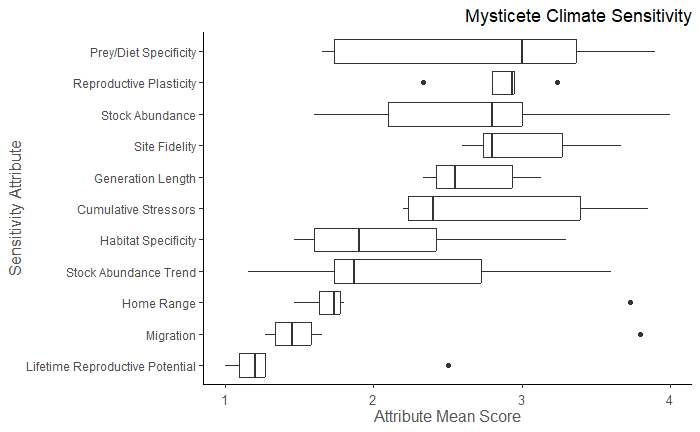 Mysticete Climate Sensitivity
Sensitivity Attribute
Prey/Diet Specificity
Reproductive Plasticity
Stock Abundance
Site Fidelity
Generation Length
Cumulative Stressors
Habitat Specificity
Stock Abundance Trend
Home Range
Migration
Lifetime Reproductive Potential
1 2 3 4
Attribute Mean Score